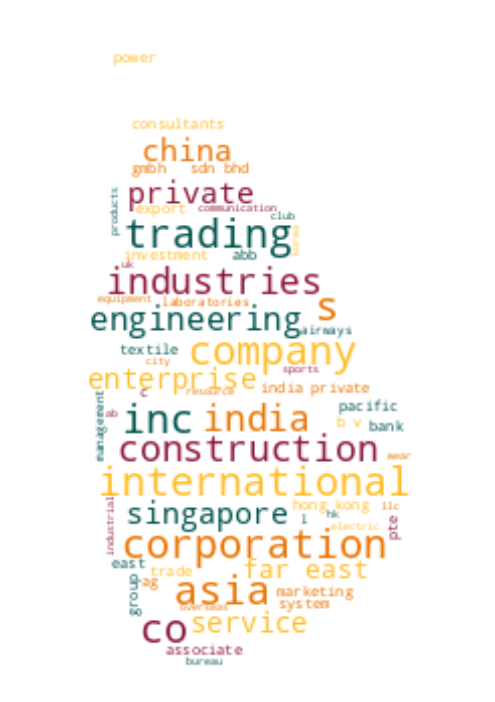 power
consultants
china
gmbh sdn bhd
private
products
export communication
club
trading
korea
investment abb
uk
industries
equipment laboratories
s
engineering
airways
textile company
city sports
enterprise
resource india private
c
management
ab
inc india
pacific
b v bank
construction
wear
international
industrial
singapore
hong kong llc
l hk
electric
pte
corporation
east
trade far east
ag
group
asia
marketing
overseas system
co service
associate
bureau